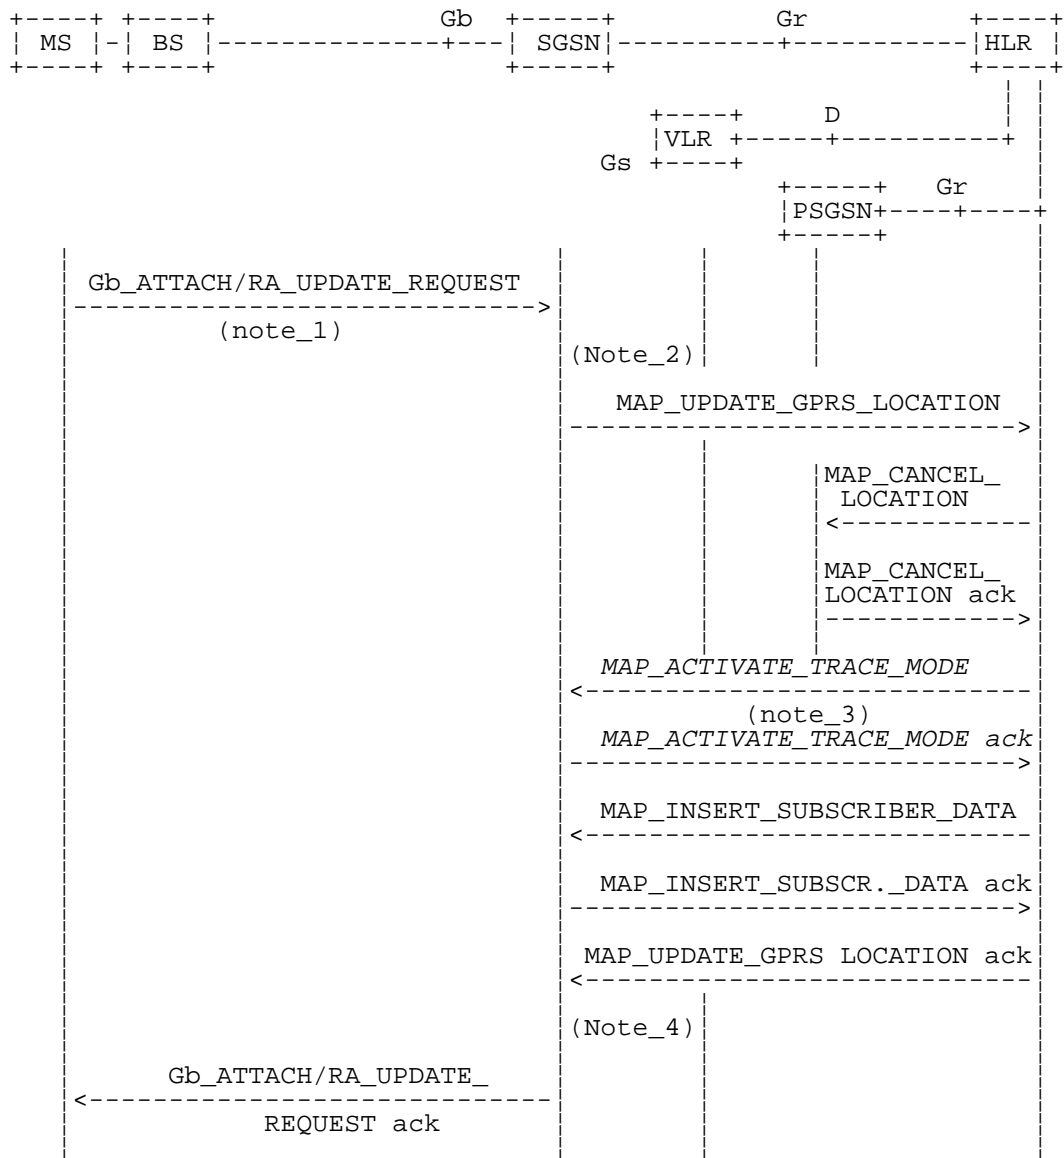 Gb Gr
MS BS SGSN HLR
D
VLR
Gs
Gr
PSGSN
Gb_ATTACH/RA_UPDATE_REQUEST
(note_1)
(Note_2)
MAP_UPDATE_GPRS_LOCATION
MAP_CANCEL_
LOCATION
MAP_CANCEL_
LOCATION ack
MAP_ACTIVATE_TRACE_MODE
(note_3)
MAP_ACTIVATE_TRACE_MODE ack
MAP_INSERT_SUBSCRIBER_DATA
MAP_INSERT_SUBSCR._DATA ack
MAP_UPDATE_GPRS LOCATION ack
(Note_4)
Gb_ATTACH/RA_UPDATE_
REQUEST ack